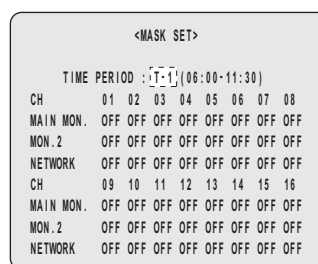 <MASK SET>
TIME PERIOD : T-1 (06:00-11:30)
CH 01 02 03 04 05 06 07 08
MAIN MON. OFF OFF OFF OFF OFF OFF OFF OFF
MON.2 OFF OFF OFF OFF OFF OFF OFF OFF
NETWORK OFF OFF OFF OFF OFF OFF OFF OFF
CH 09 10 11 12 13 14 15 16
MAIN MON. OFF OFF OFF OFF OFF OFF OFF OFF
MON.2 OFF OFF OFF OFF OFF OFF OFF OFF
NETWORK OFF OFF OFF OFF OFF OFF OFF OFF